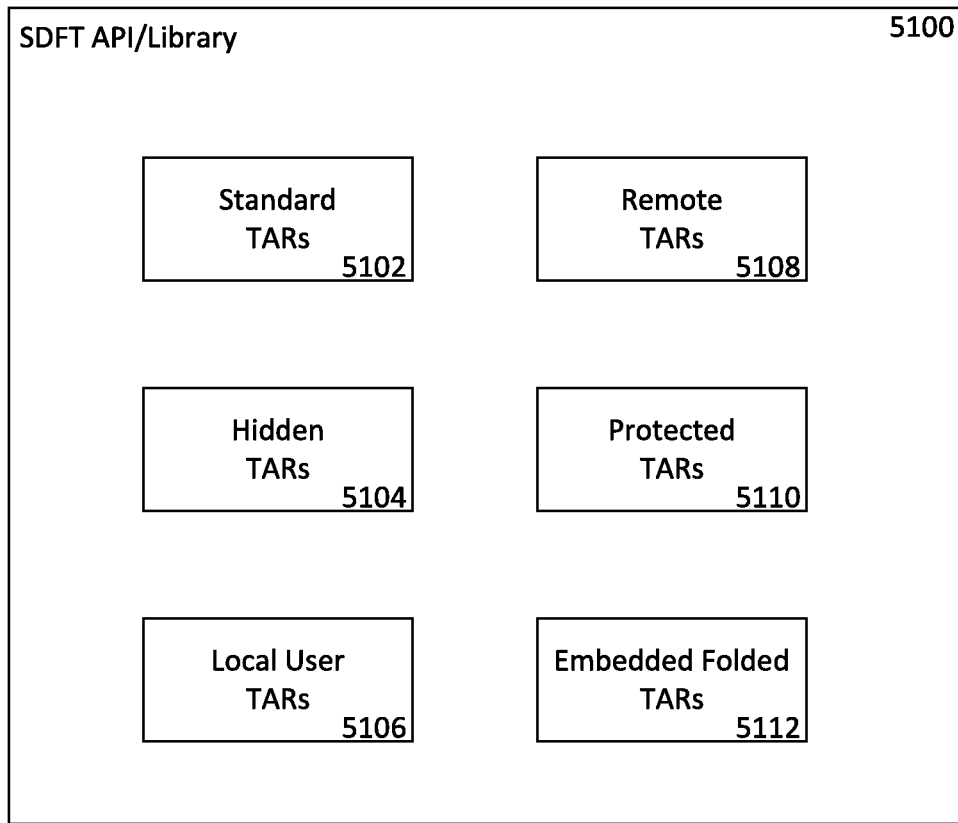 SDFT API/Library
5100
Standard
TARs
5102
Remote
TARs
5108
Hidden
TARs
5104
Protected
TARs
5110
Local User
TARs
5106
Embedded Folded
TARs
5112